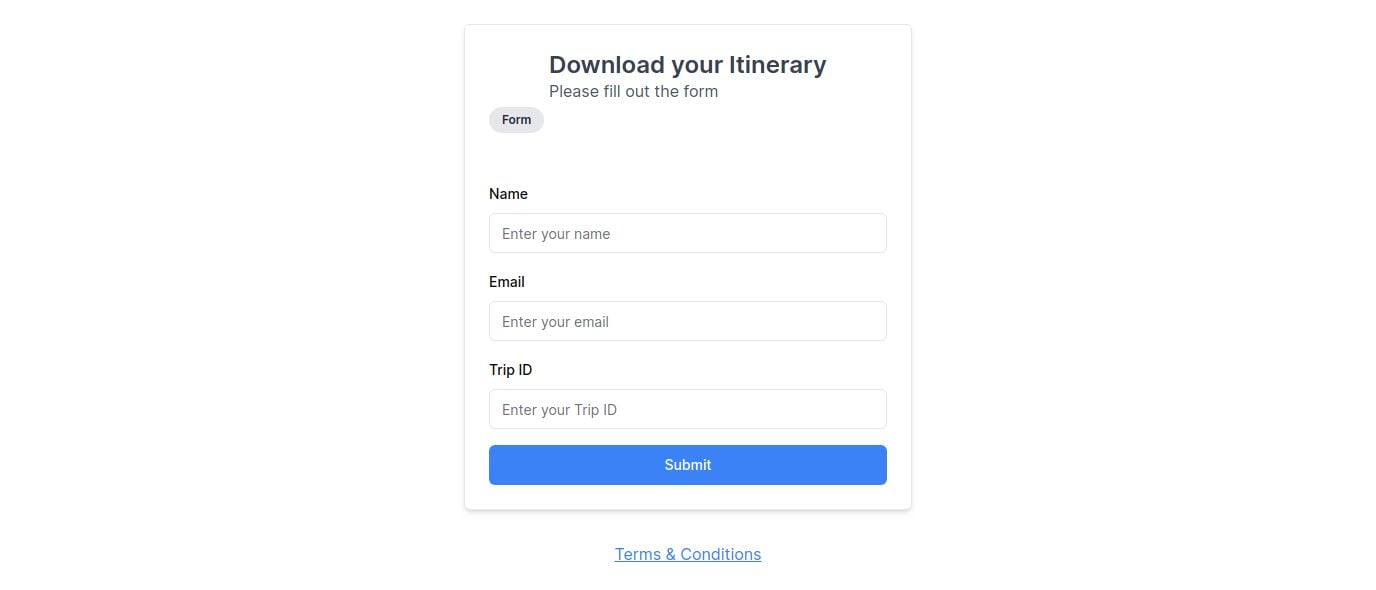 Download your Itinerary
Please fill out the form
Form
Name
Enter your name
Email
Enter your email
Trip ID
Enter your Trip ID
Submit
Terms & Conditions